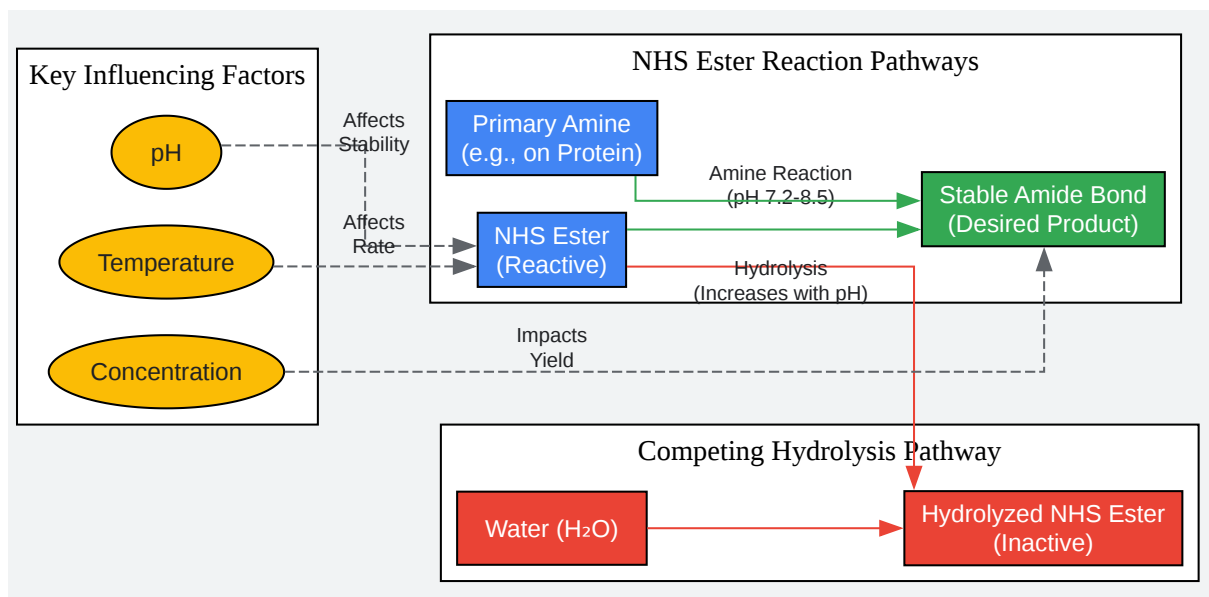 Key Influencing Factors
pH
Temperature
Concentration
Affects
Stability
Affects
Rate
Impacts
Yield
NHS Ester Reaction Pathways
Primary Amine
(e.g., on Protein)
NHS Ester
(Reactive)
Amine Reaction
(pH 7.2-8.5)
Hydrolysis
(Increases with pH)
Stable Amide Bond
(Desired Product)
Competing Hydrolysis Pathway
Water (H₂O)
Hydrolyzed NHS Ester
(Inactive)